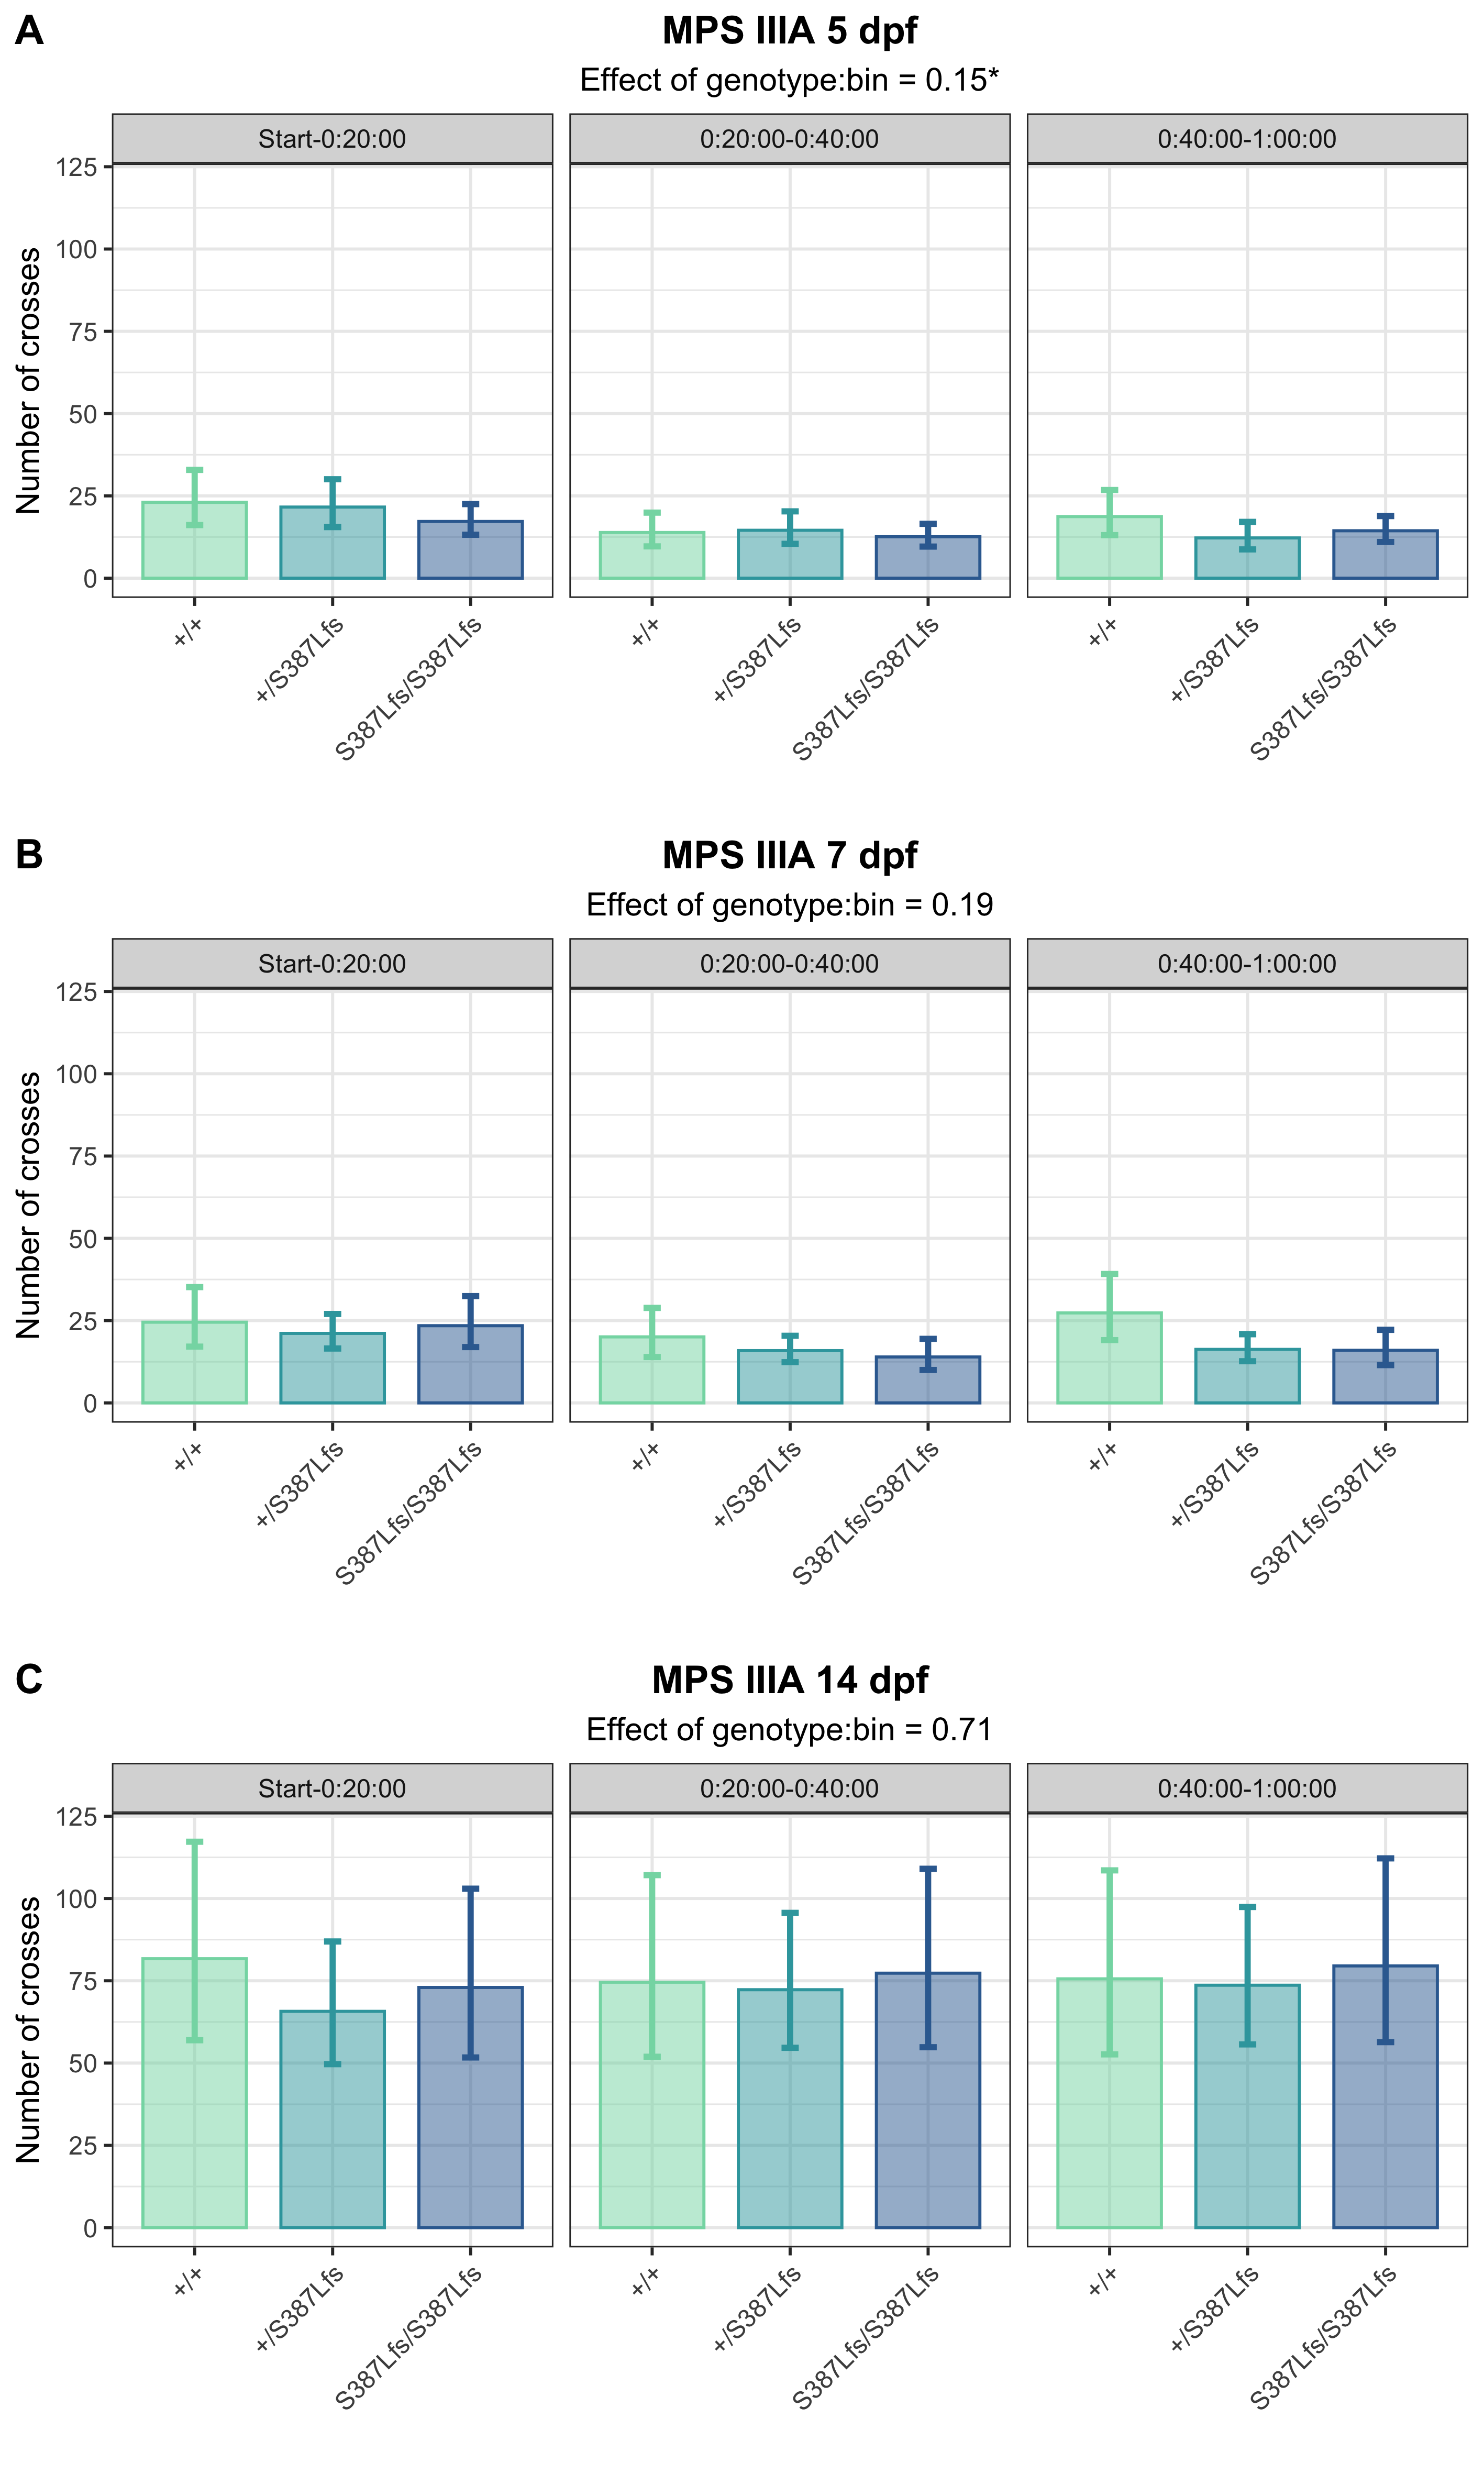 A
MPS IIIA 5 dpf
Effect of genotype:bin = 0.15*
Start-0:20:00 0:20:00-0:40:00 0:40:00-1:00:00
Number of crosses
125
100
75
50
25
0
+/+ +/S387Lfs S387Lfs/S387Lfs +/+ +/S387Lfs S387Lfs/S387Lfs +/+ +/S387Lfs S387Lfs/S387Lfs
B
MPS IIIA 7 dpf
Effect of genotype:bin = 0.19
Start-0:20:00 0:20:00-0:40:00 0:40:00-1:00:00
Number of crosses
125
100
75
50
25
0
+/+ +/S387Lfs S387Lfs/S387Lfs +/+ +/S387Lfs S387Lfs/S387Lfs +/+ +/S387Lfs S387Lfs/S387Lfs
C
MPS IIIA 14 dpf
Effect of genotype:bin = 0.71
Start-0:20:00 0:20:00-0:40:00 0:40:00-1:00:00
Number of crosses
125
100
75
50
25
0
+/+ +/S387Lfs S387Lfs/S387Lfs +/+ +/S387Lfs S387Lfs/S387Lfs +/+ +/S387Lfs S387Lfs/S387Lfs